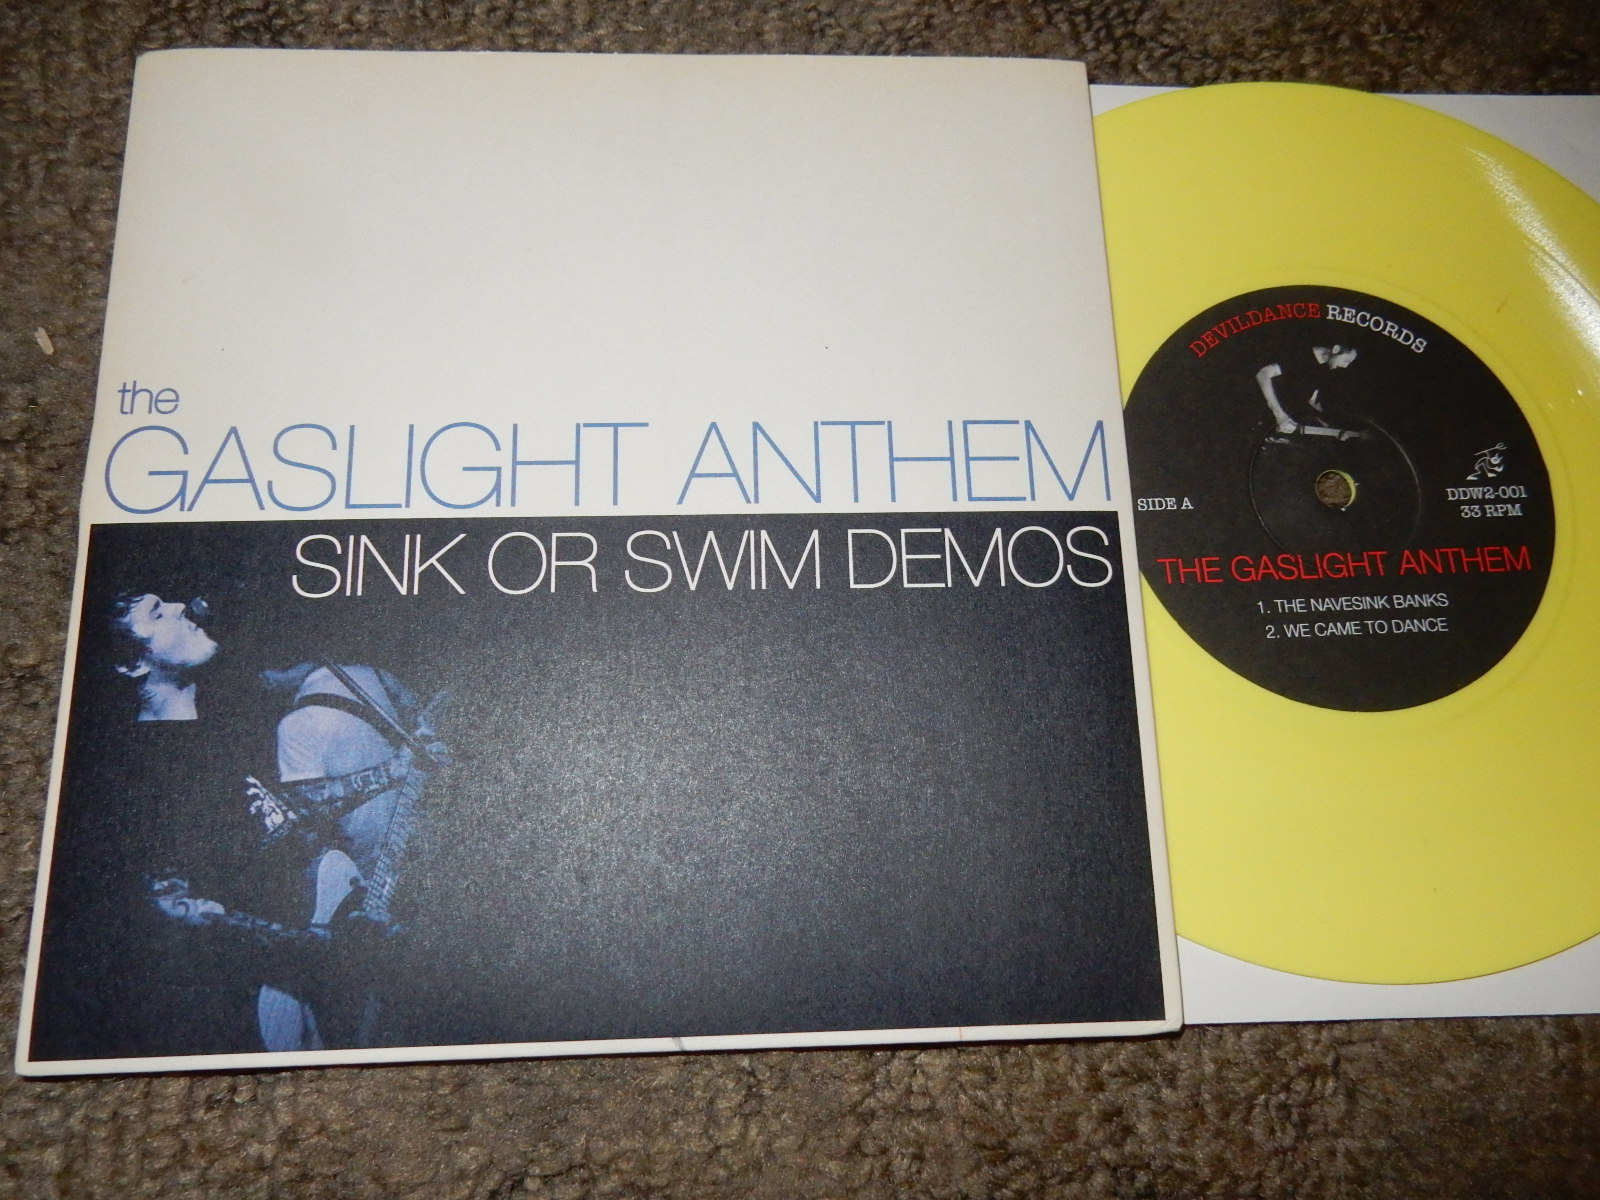 the
GASLIGHT ANTHEM
SINK OR SWIM DEMOS
DEVILDANCE RECORDS
SIDE A
DDW2-001
33 RPM
THE GASLIGHT ANTHEM
1. THE NAVESINK BANKS
2. WE CAME TO DANCE